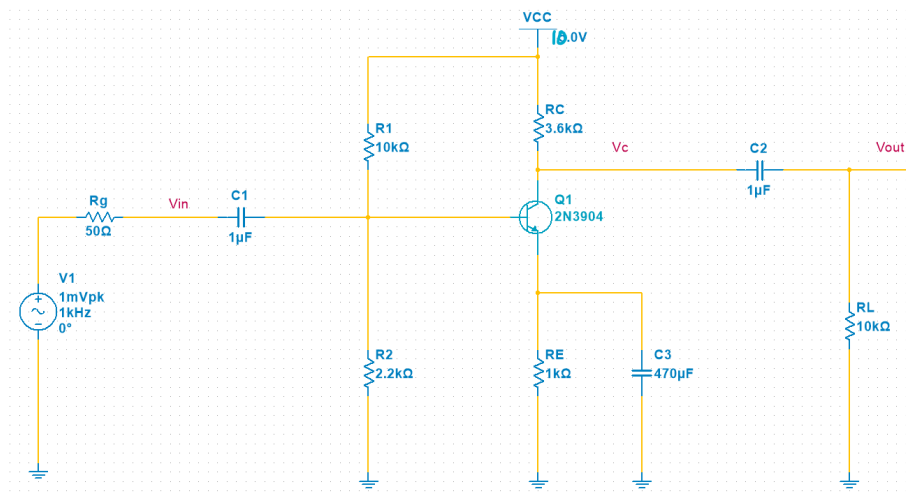 VCC
10.0V
RC
3.6kΩ
R1
10kΩ
Vc
C2
1µF
Vout
Q1
2N3904
Rg
50Ω
Vin
C1
1µF
V1
1mVpk
1kHz
0°
RL
10kΩ
R2
2.2kΩ
RE
1kΩ
C3
470µF